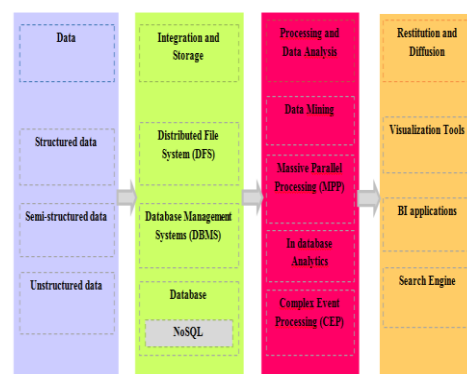 Data
Structured data
Semi-structured data
Unstructured data
Integration and
Storage
Distributed File
System (DFS)
Database Management
Systems (DBMS)
Database
NoSQL
Processing and
Data Analysis
Data Mining
Massive Parallel
Processing (MPP)
In database
Analytics
Complex Event
Processing (CEP)
Restitution and
Diffusion
Visualization Tools
BI applications
Search Engine